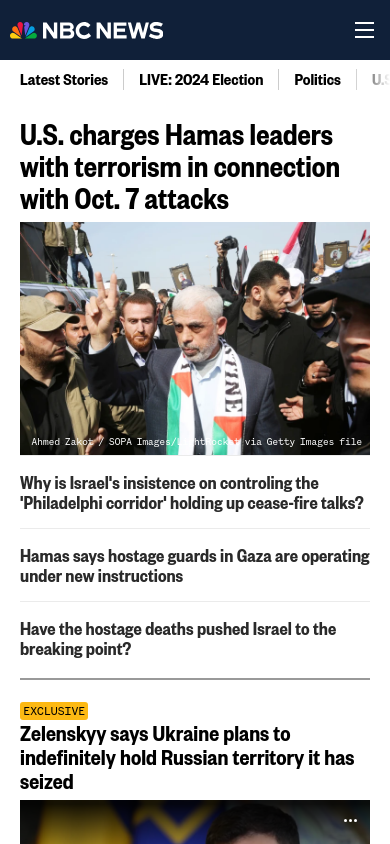 NBC NEWS
Latest Stories
LIVE: 2024 Election
Politics
U.S. charges Hamas leaders
with terrorism in connection
with Oct. 7 attacks
Ahmed Zakot / SOPA Images/LightRocket via Getty Images file
Why is Israel's insistence on controling the
'Philadelphi corridor' holding up cease-fire talks?
Hamas says hostage guards in Gaza are operating
under new instructions
Have the hostage deaths pushed Israel to the
breaking point?
EXCLUSIVE
Zelenskyy says Ukraine plans to
indefinitely hold Russian territory it has
seized